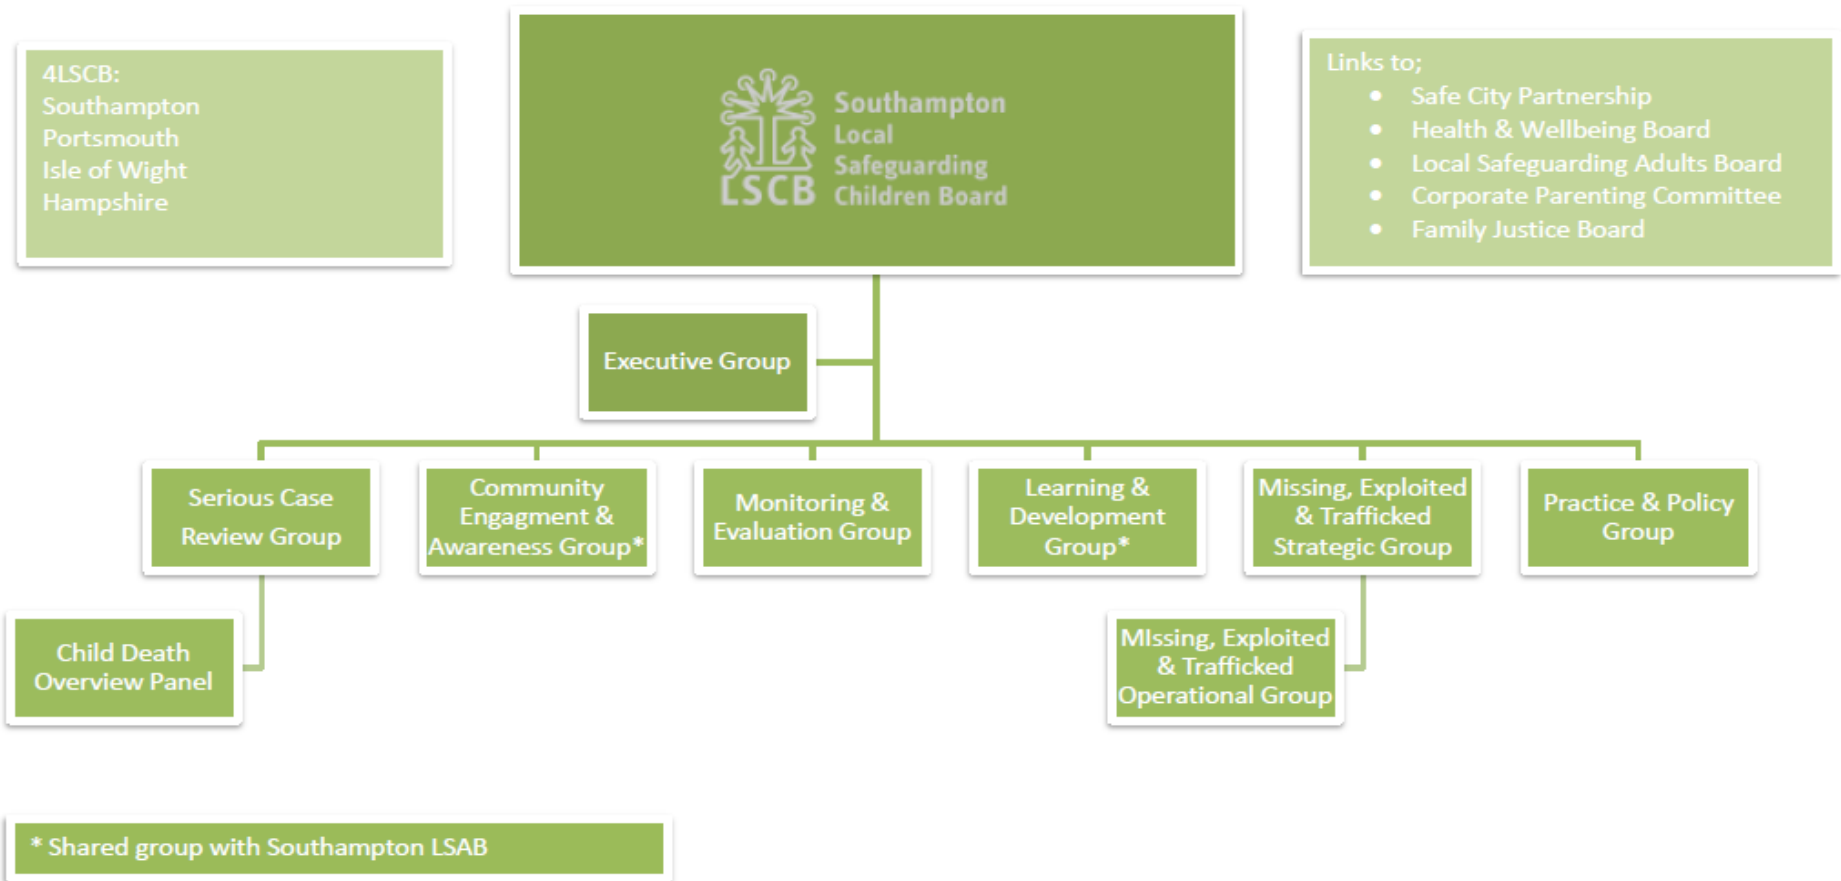 4LSCB:
Southampton
Portsmouth
Isle of Wight
Hampshire
LSCB
Southampton
Local
Safeguarding
Children Board
Links to;
• Safe City Partnership
• Health & Wellbeing Board
• Local Safeguarding Adults Board
• Corporate Parenting Committee
• Family Justice Board
Executive Group
Serious Case
Review Group
Community
Engagment &
Awareness Group*
Monitoring &
Evaluation Group
Learning &
Development
Group*
Missing, Exploited
& Trafficked
Strategic Group
Practice & Policy
Group
Child Death
Overview Panel
MIssing, Exploited
& Trafficked
Operational Group
* Shared group with Southampton LSAB